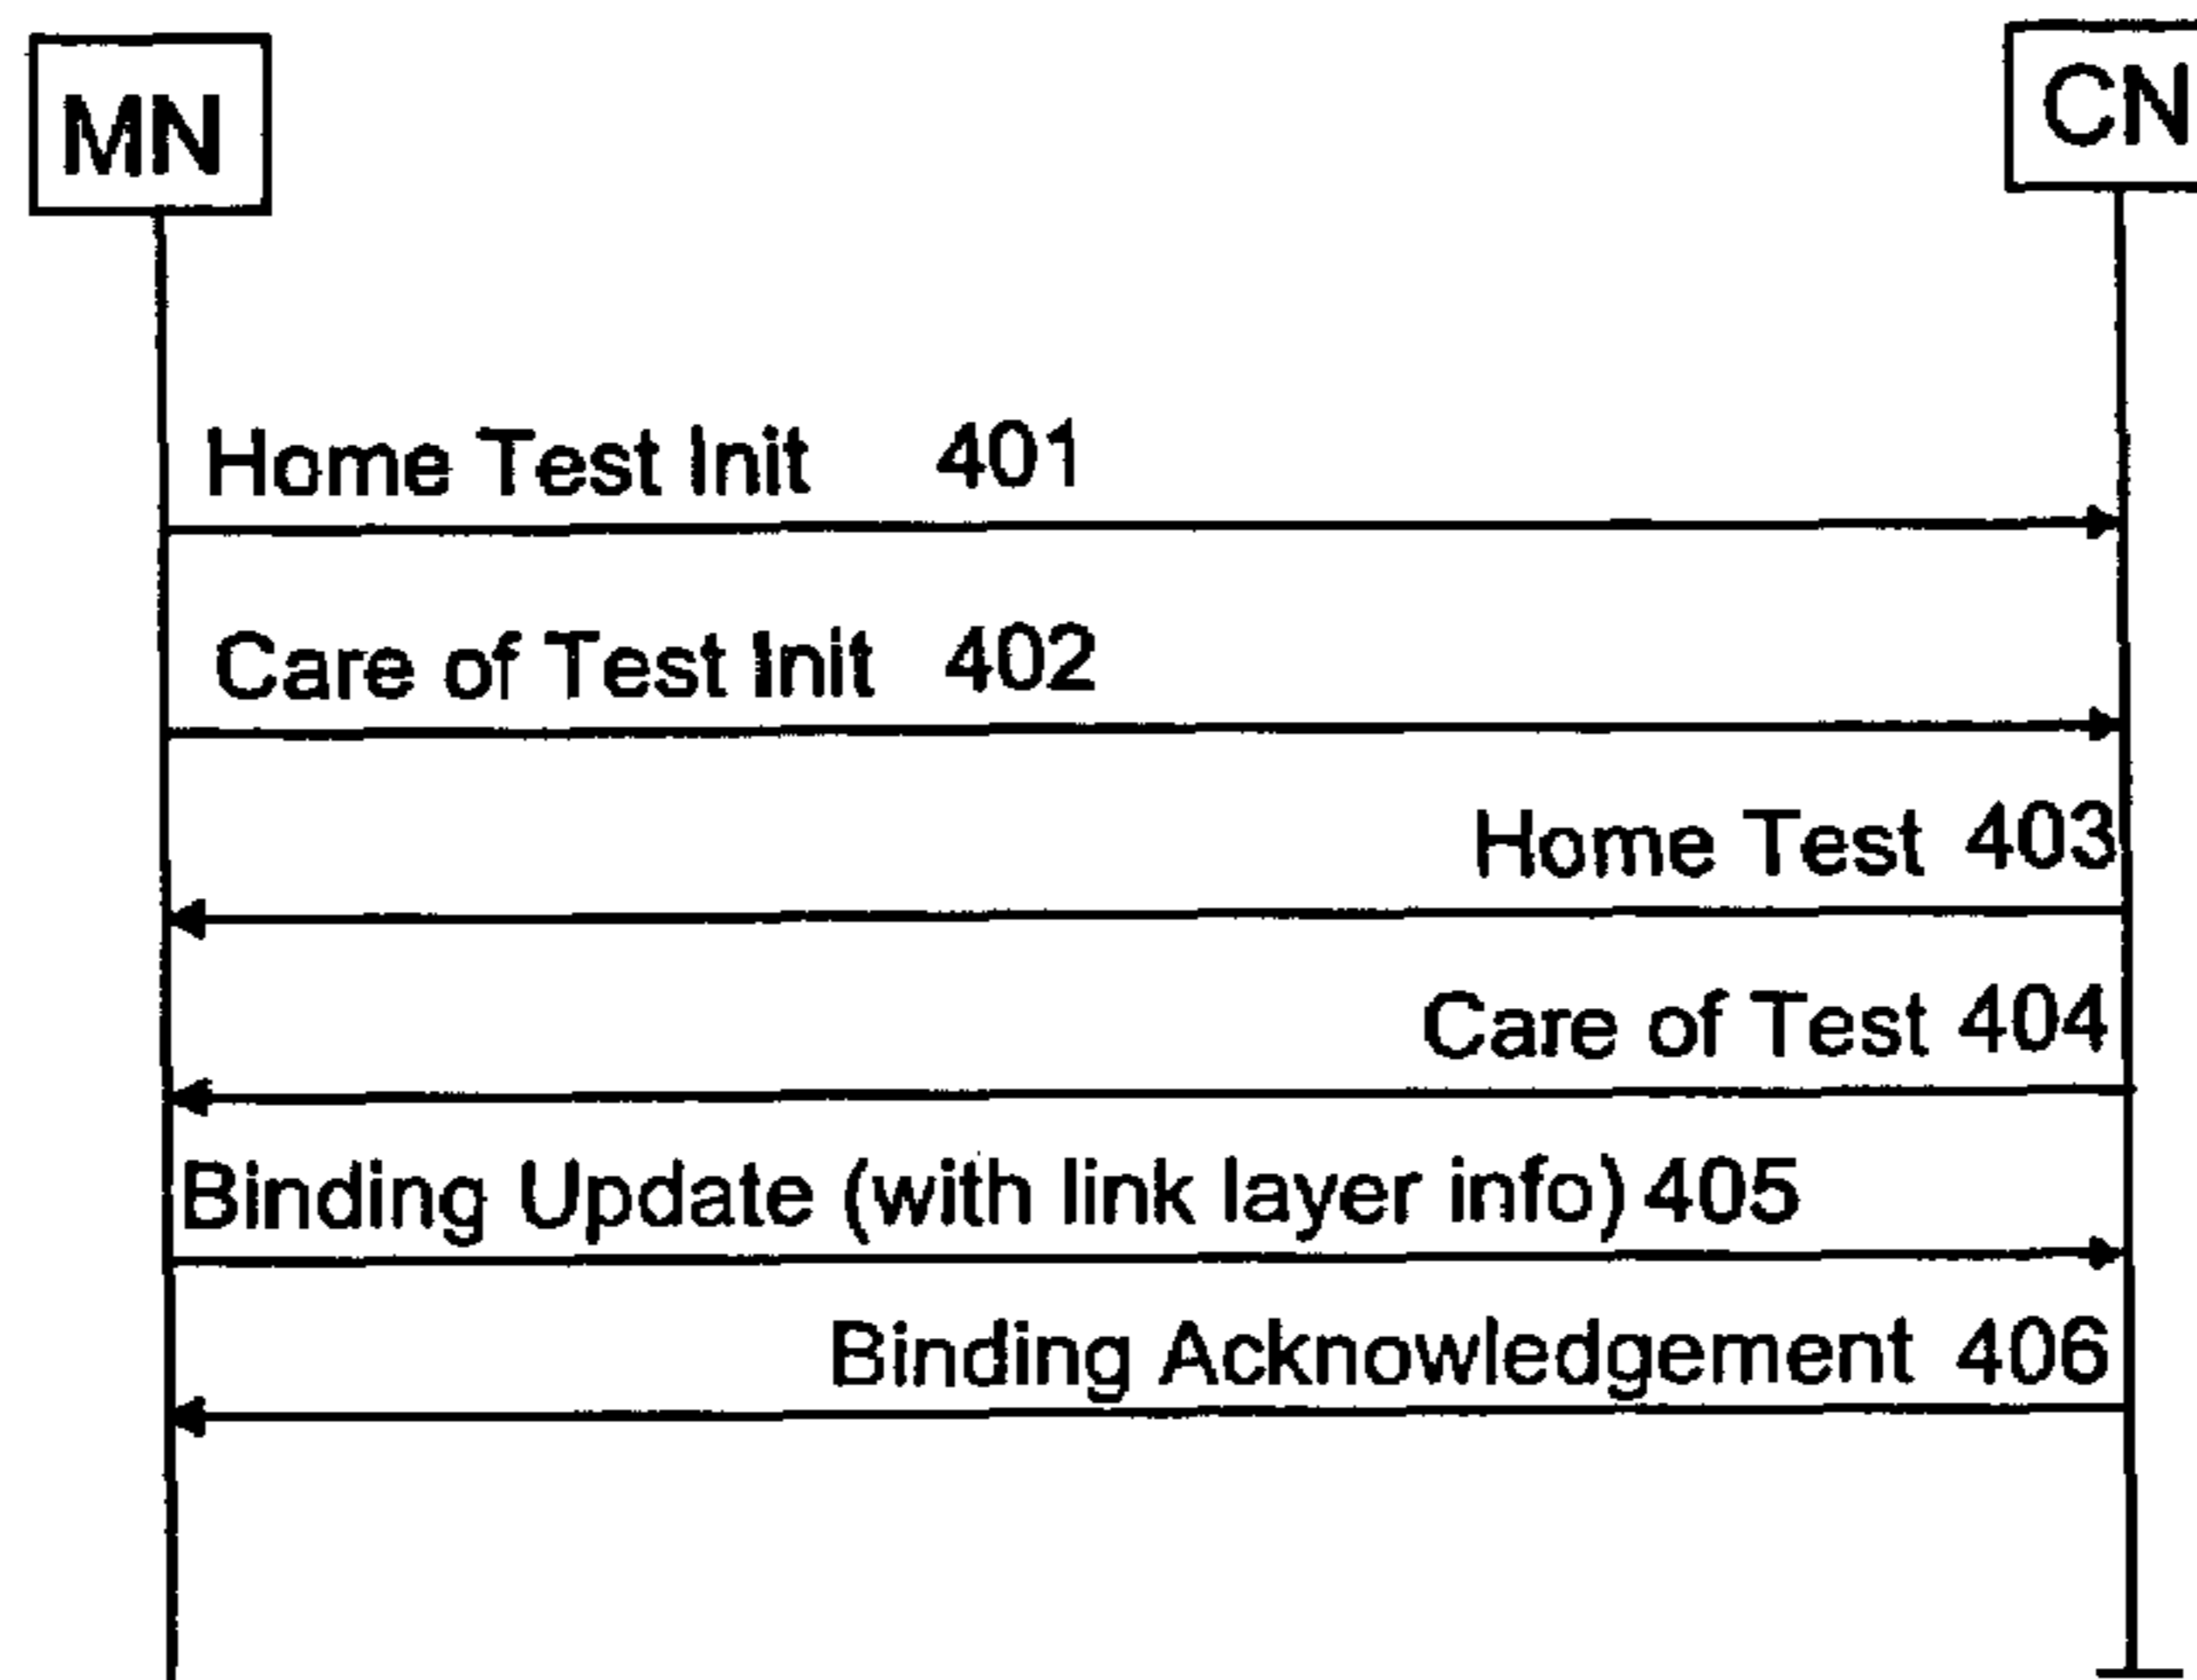 MN
CN
Home Test Init 401
Care of Test Init 402
Home Test 403
Care of Test 404
Binding Update (with link layer info) 405
Binding Acknowledgement 406